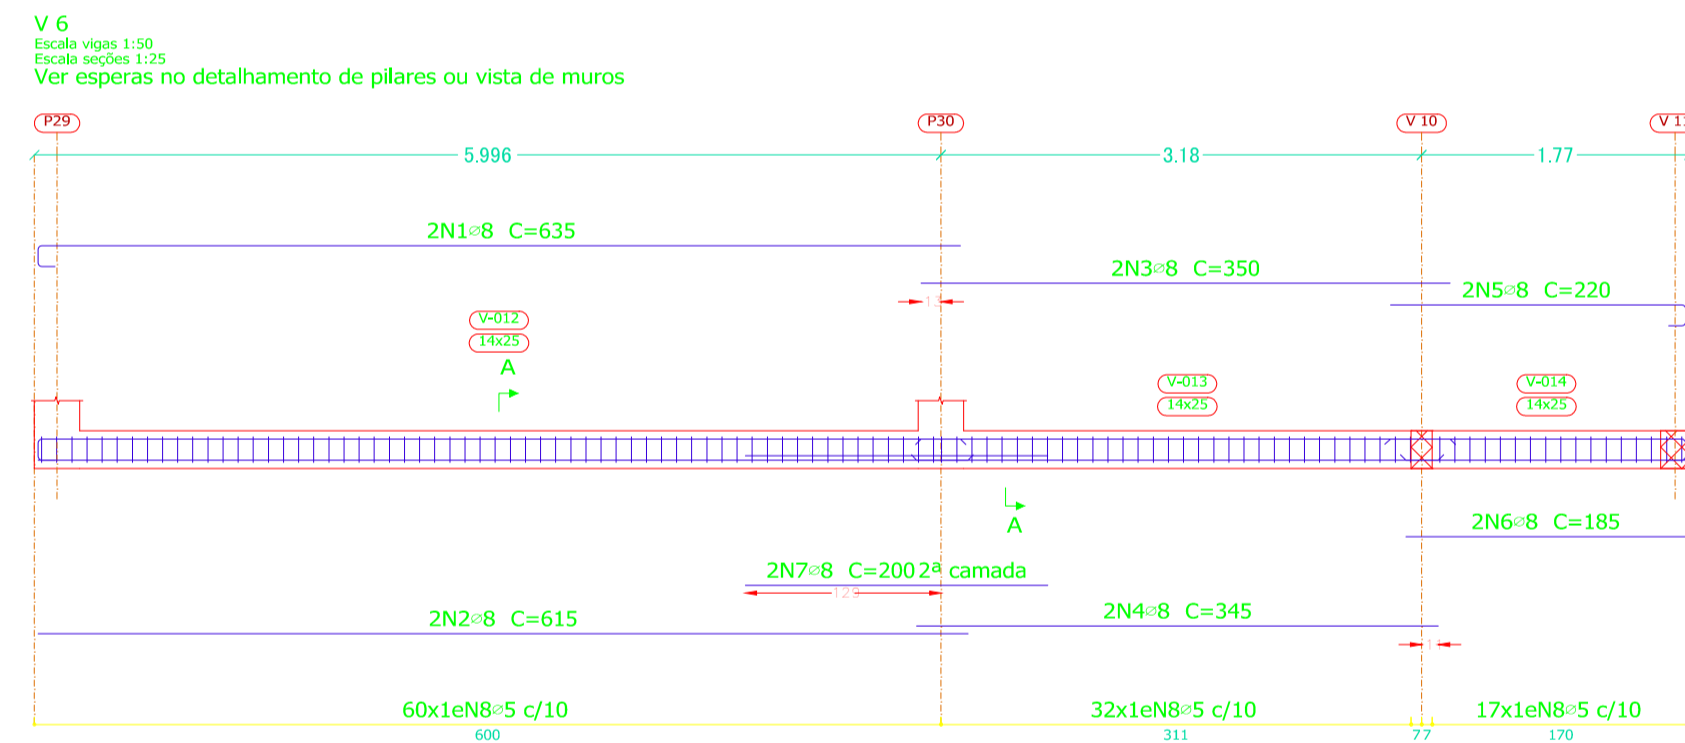 V 6
Escala vigas 1:50
Escala seções 1:25
Ver esperas no detalhamento de pilares ou vista de muros
P29 P30 V 10
5.996 3.18 1.77
2N1⌀8 C=635
2N3⌀8 C=350
2N5⌀8 C=220
13
V-012
14x25
A
V-013 V-014
14x25 14x25
A
2N6⌀8 C=185
2N7⌀8 C=200 2ª camada
129
2N4⌀8 C=345
2N2⌀8 C=615
11
60x1eN8⌀5 c/10 32x1eN8⌀5 c/10 17x1eN8⌀5 c/10
600 311 77 170